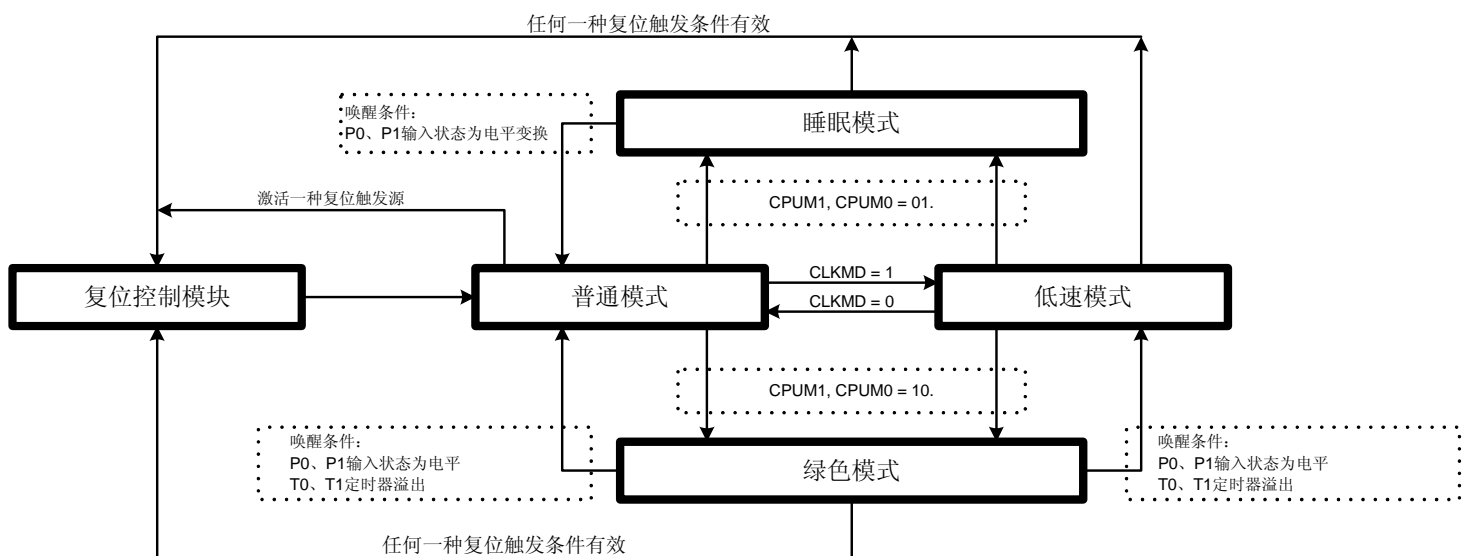 任何一种复位触发条件有效
唤醒条件：
P0、P1输入状态为电平变换
睡眠模式
CPUM1, CPUM0 = 01.
激活一种复位触发源
复位控制模块
普通模式
CLKMD = 1
CLKMD = 0
低速模式
CPUM1, CPUM0 = 10.
唤醒条件：
P0、P1输入状态为电平
T0、T1定时器溢出
绿色模式
唤醒条件：
P0、P1输入状态为电平
T0、T1定时器溢出
任何一种复位触发条件有效